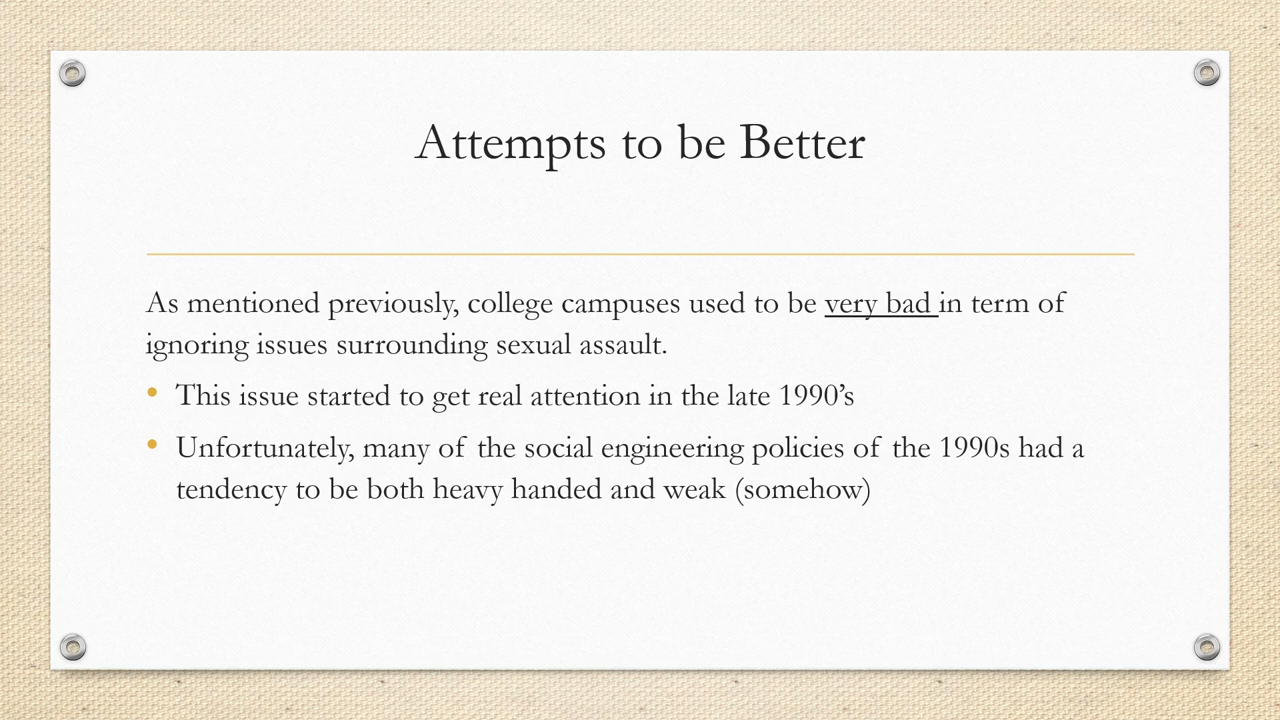 Attempts to be Better
As mentioned previously, college campuses used to be very bad in term of
ignoring issues surrounding sexual assault.
• This issue started to get real attention in the late 1990’s
• Unfortunately, many of the social engineering policies of the 1990s had a
tendency to be both heavy handed and weak (somehow)